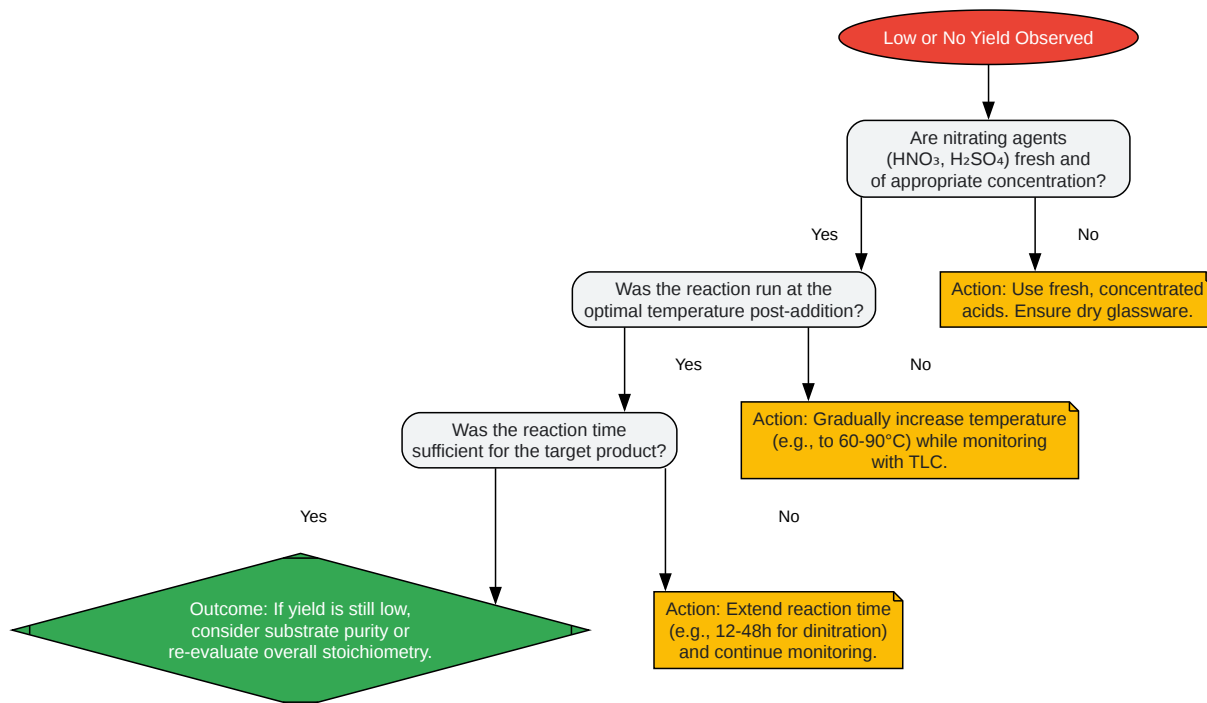 Low or No Yield Observed
Are nitrating agents
(HNO₃, H₂SO₄) fresh and
of appropriate concentration?
Yes
No
Was the reaction run at the
optimal temperature post-addition?
Action: Use fresh, concentrated
acids. Ensure dry glassware.
Yes
No
Was the reaction time
sufficient for the target product?
Action: Gradually increase temperature
(e.g., to 60-90°C) while monitoring
with TLC.
Yes
No
Outcome: If yield is still low,
consider substrate purity or
re-evaluate overall stoichiometry.
Action: Extend reaction time
(e.g., 12-48h for dinitration)
and continue monitoring.